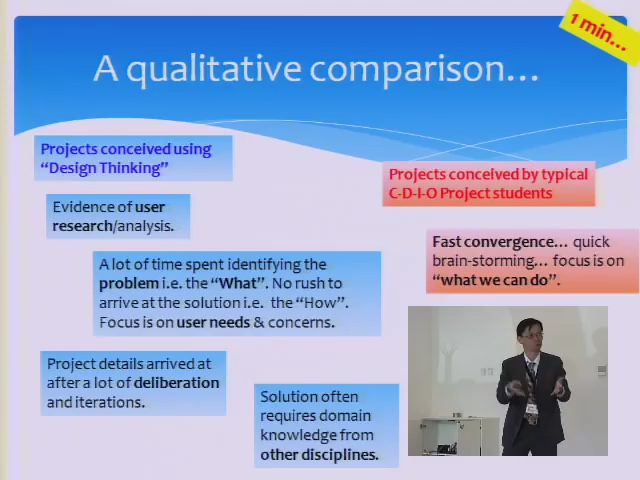 1 min...
A qualitative comparison...
Projects conceived using
"Design Thinking"
Projects conceived by typical
C-D-I-O Project students
Evidence of user
research/analysis.
Fast convergence... quick
brain-storming... focus is on
"what we can do".
A lot of time spent identifying the
problem i.e. the "What". No rush to
arrive at the solution i.e. the "How".
Focus is on user needs & concerns.
Project details arrived at
after a lot of deliberation
and iterations.
Solution often
requires domain
knowledge from
other disciplines.